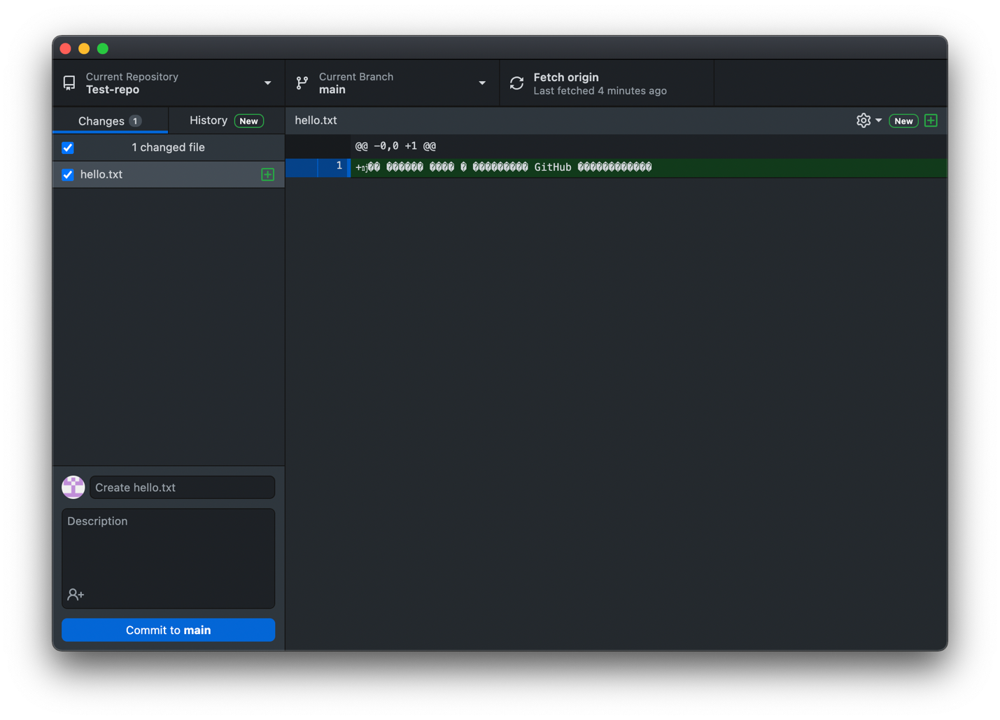 Current Repository
Test-repo
Current Branch
main
Fetch origin
Last fetched 4 minutes ago
Changes 1
History New
hello.txt
New
1 changed file
@@ -0,0 +1 @@
hello.txt
1 +nj�� ������ ���� � ��������� GitHub ������������
Create hello.txt
Description
Commit to main